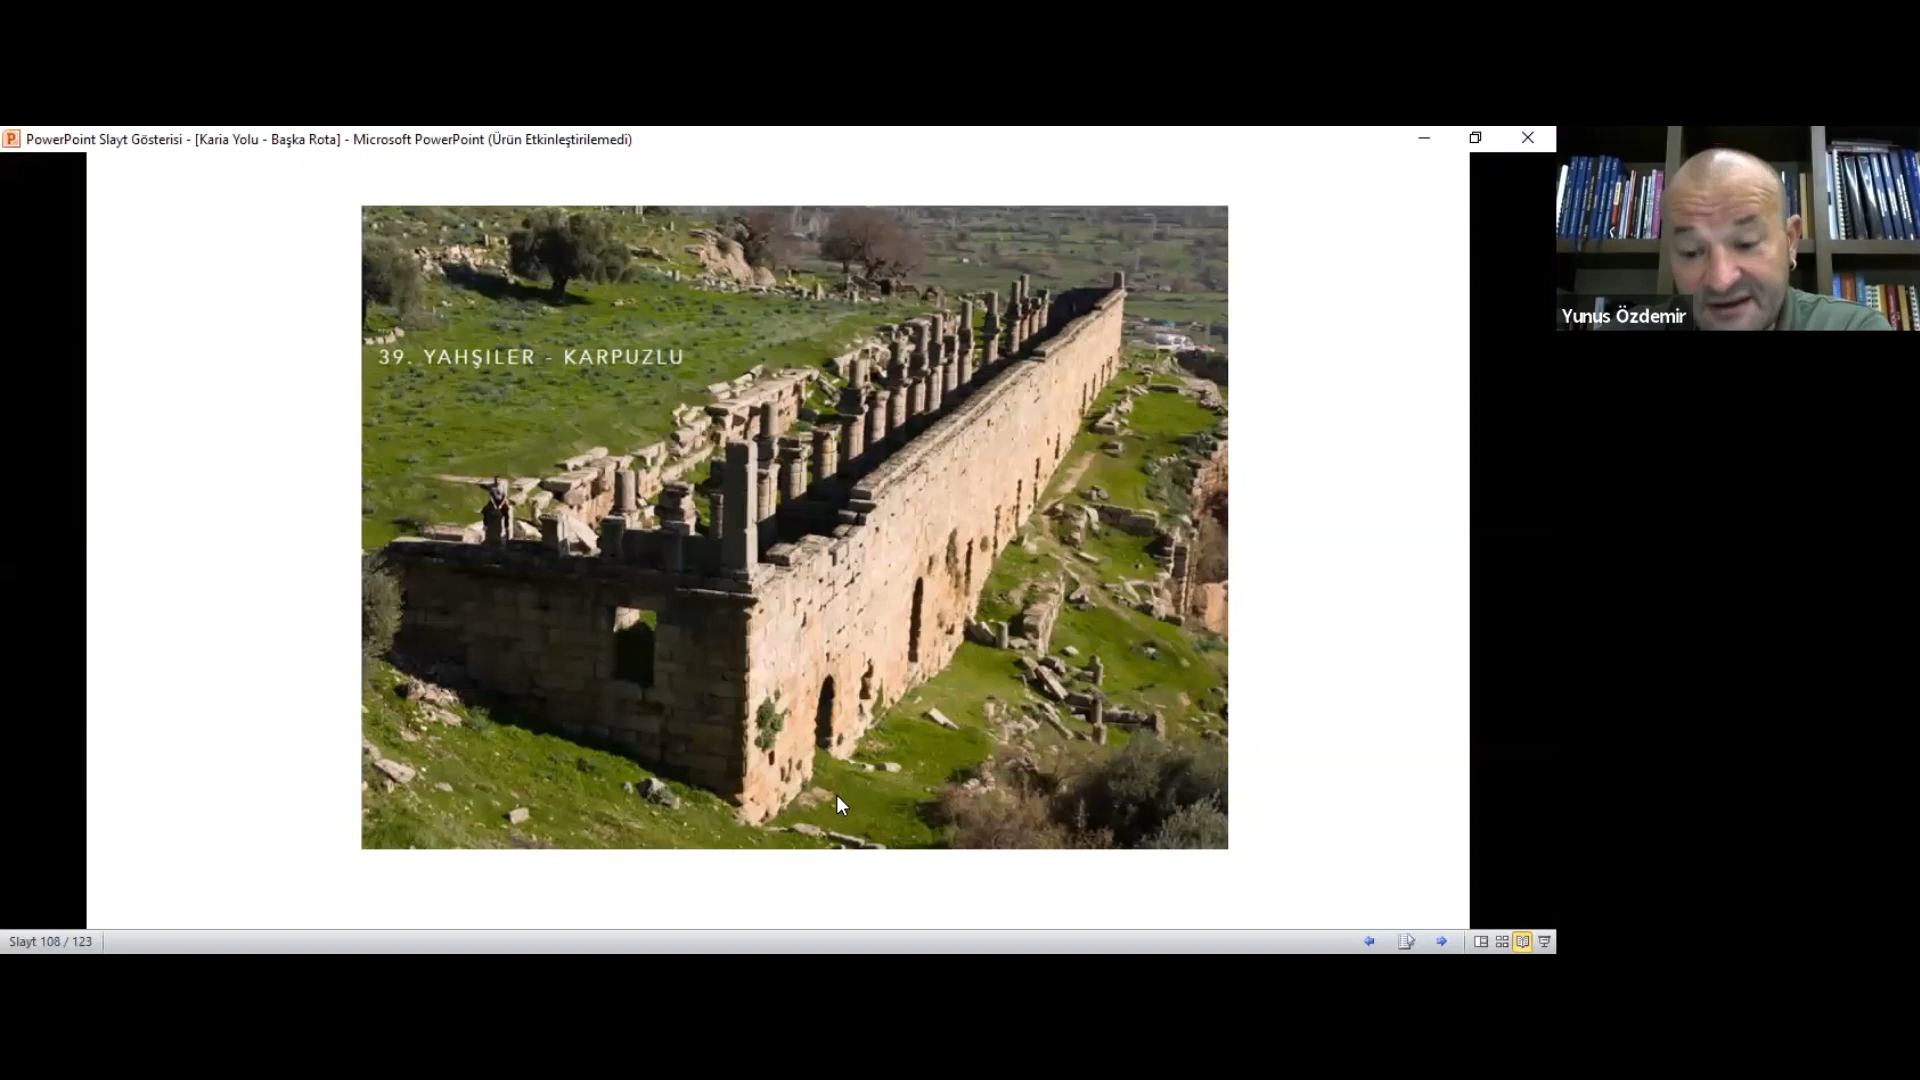 PowerPoint Slayt Gösterisi - [Karia Yolu - Başka Rota] - Microsoft PowerPoint (Ürün Etkinleştirilemedi)
39. YAHŞILER - KARPUZLU
Yunus Özdemir
Slayt 108 / 123